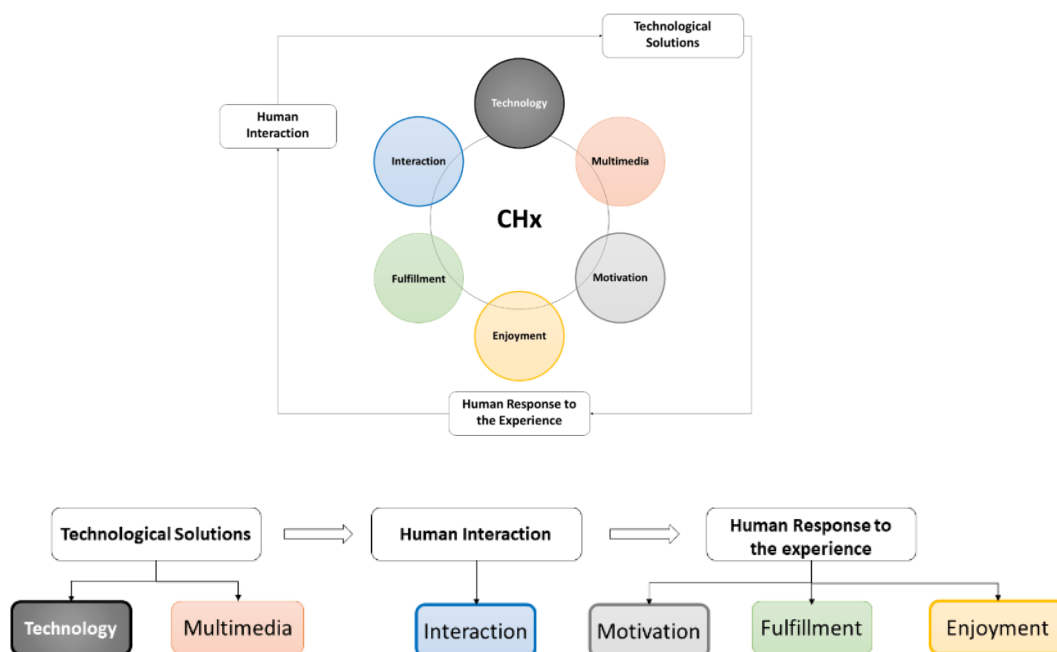 Technological
Solutions
Technology
Human
Interaction
Interaction
Multimedia
CHx
Fulfillment
Motivation
Enjoyment
Human Response to
the Experience
Technological Solutions
Human Interaction
Human Response to
the experience
Technology
Multimedia
Interaction
Motivation
Fulfillment
Enjoyment